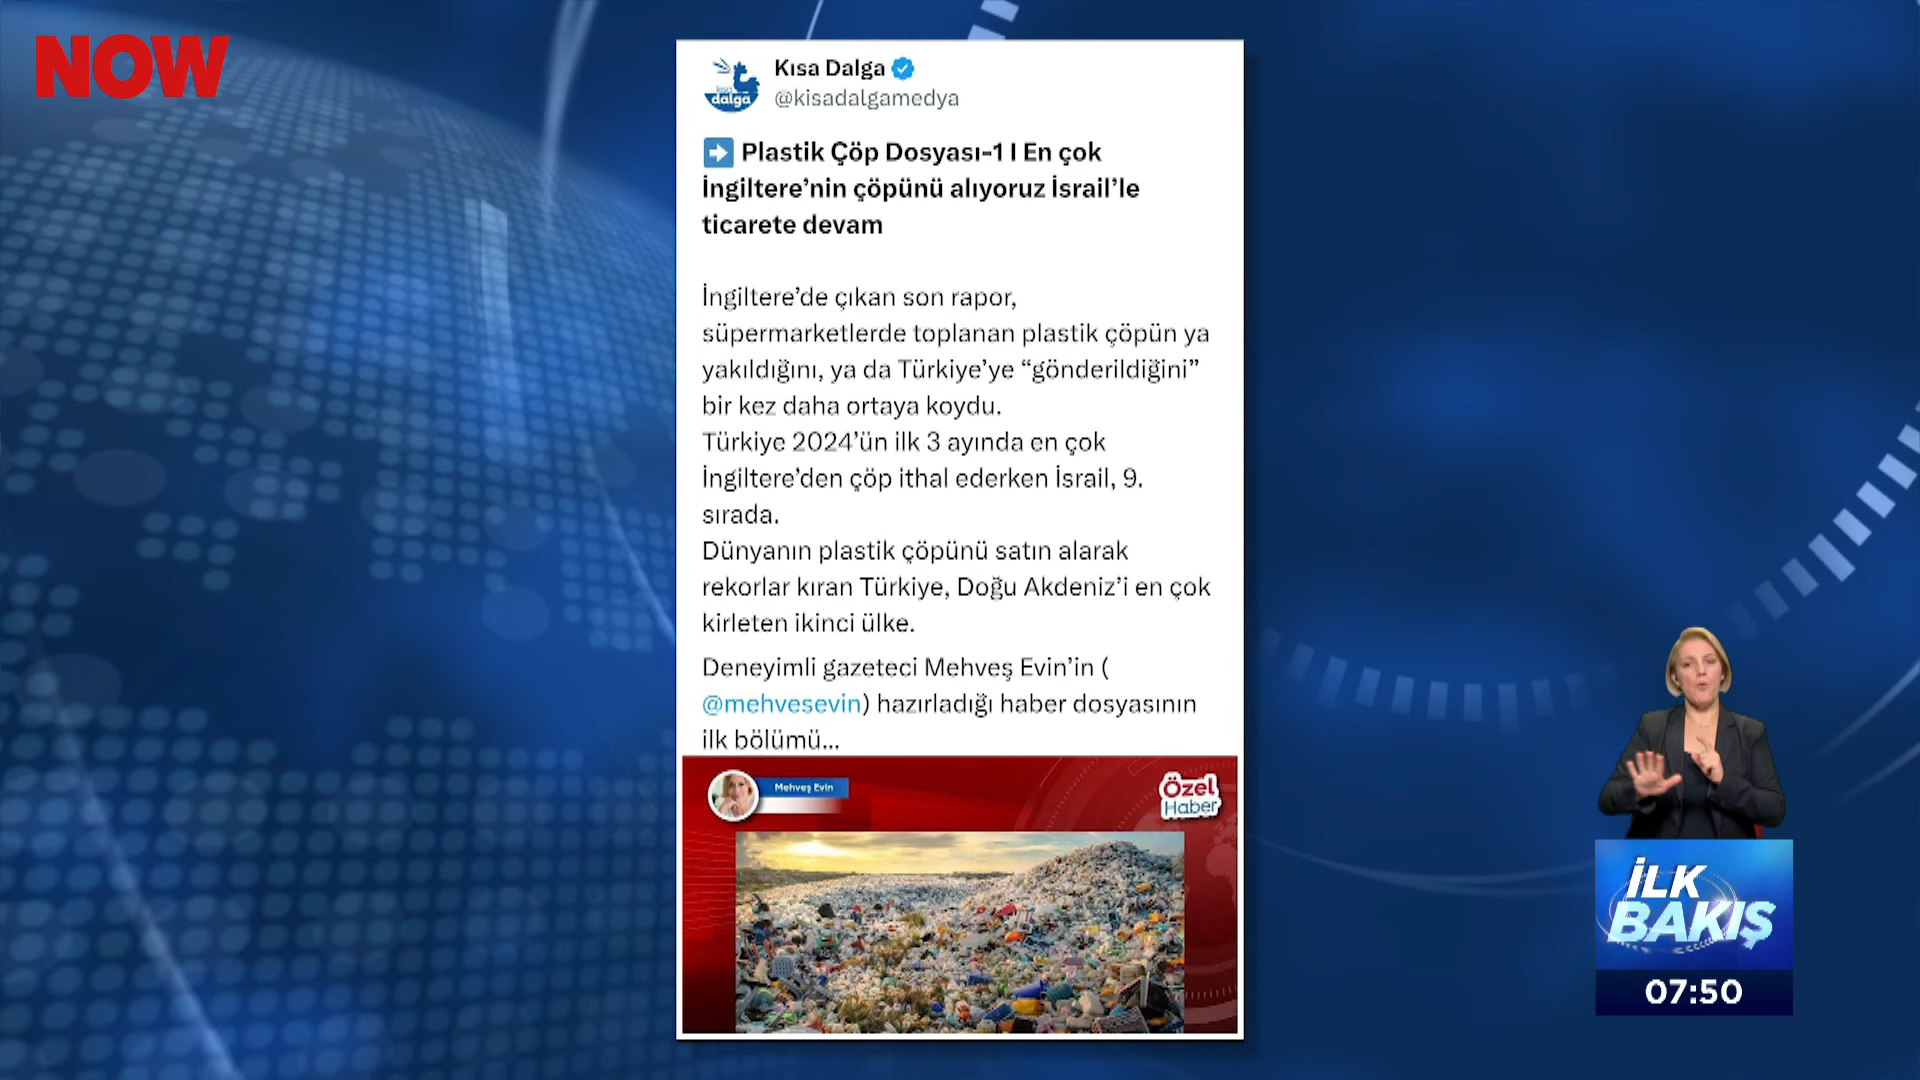 NOW
Kısa Dalga
@kisadalgamedya
dalga
Plastik Çöp Dosyası-1 I En çok
İngiltere’nin çöpünü alıyoruz İsrail’le
ticarete devam
İngiltere’de çıkan son rapor,
süpermarketlerde toplanan plastik çöpün ya
yakıldığını, ya da Türkiye’ye “gönderildiğini”
bir kez daha ortaya koydu.
Türkiye 2024’ün ilk 3 ayında en çok
İngiltere’den çöp ithal ederken İsrail, 9.
sırada.
Dünyanın plastik çöpünü satın alarak
rekorlar kıran Türkiye, Doğu Akdeniz’i en çok
kirleten ikinci ülke.
Deneyimli gazeteci Mehveş Evin’in (
@mehvesevin) hazırladığı haber dosyasının
ilk bölümü...
Mehveş Evin
Özel
Haber
İLK
BAKIŞ
07:50